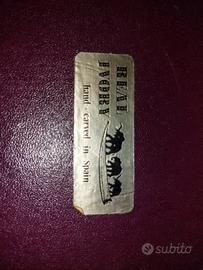 REAL
IVORY
hand - carved in Spain
subito